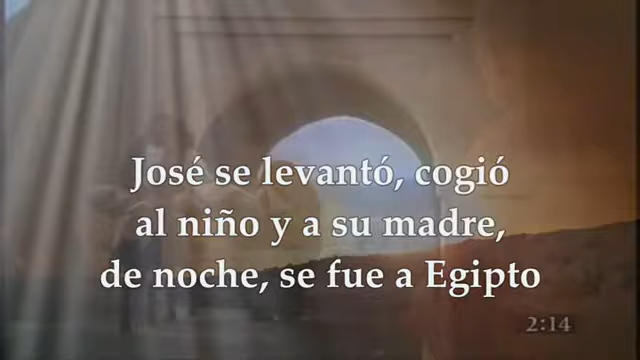 José se levantó, cogió
al niño y a su madre,
de noche, se fue a Egipto
2:14